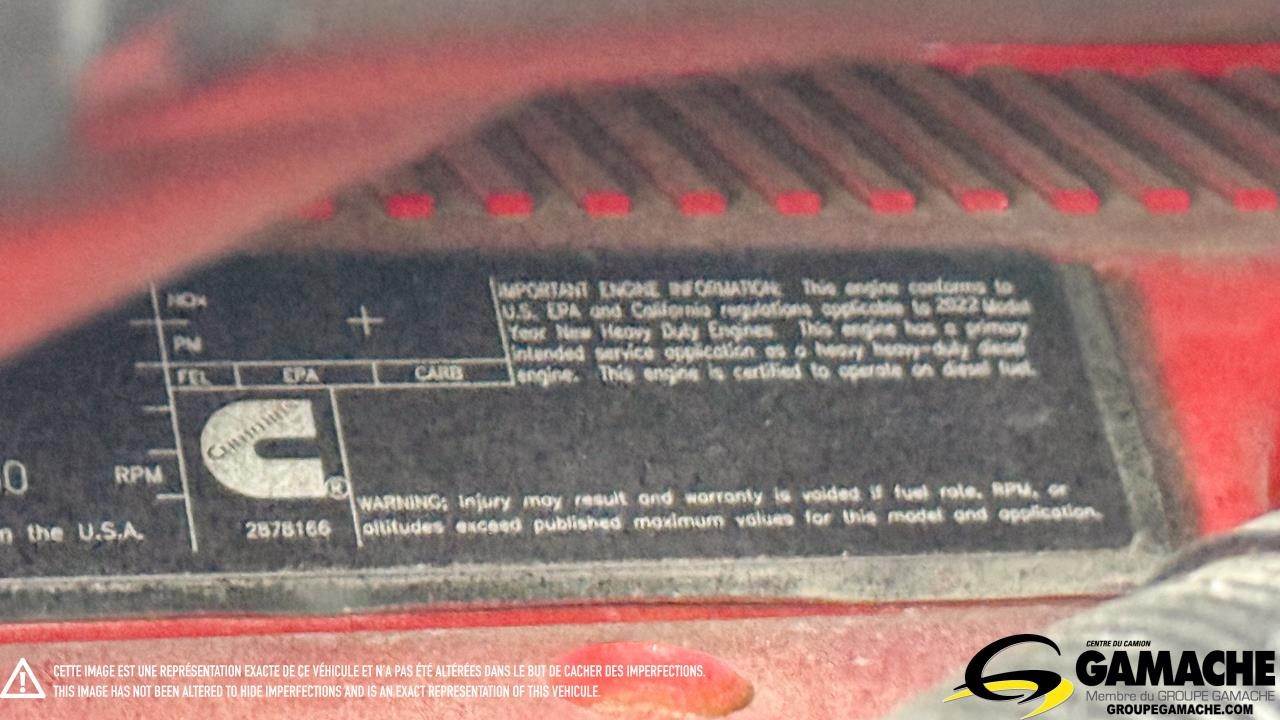 NOx
PM
FEL EPA CARB
IMPORTANT ENGINE INFORMATION: This engine conforms to
U.S. EPA and California regulations applicable to 2022 Model
Year New Heavy Duty Engines. This engine has a primary
intended service application as a heavy heavy-duty diesel
engine. This engine is certified to operate on diesel fuel.
Cummins
®
RPM
n the U.S.A.
2878166
WARNING: Injury may result and warranty is voided if fuel rate, RPM, or
altitudes exceed published maximum values for this model and application.
CETTE IMAGE EST UNE REPRÉSENTATION EXACTE DE CE VÉHICULE ET N'A PAS ÉTÉ ALTÉRÉES DANS LE BUT DE CACHER DES IMPERFECTIONS.
THIS IMAGE HAS NOT BEEN ALTERED TO HIDE IMPERFECTIONS AND IS AN EXACT REPRESENTATION OF THIS VEHICULE.
CENTRE DU CAMION
GAMACHE
Membre du GROUPE GAMACHE
GROUPEGAMACHE.COM